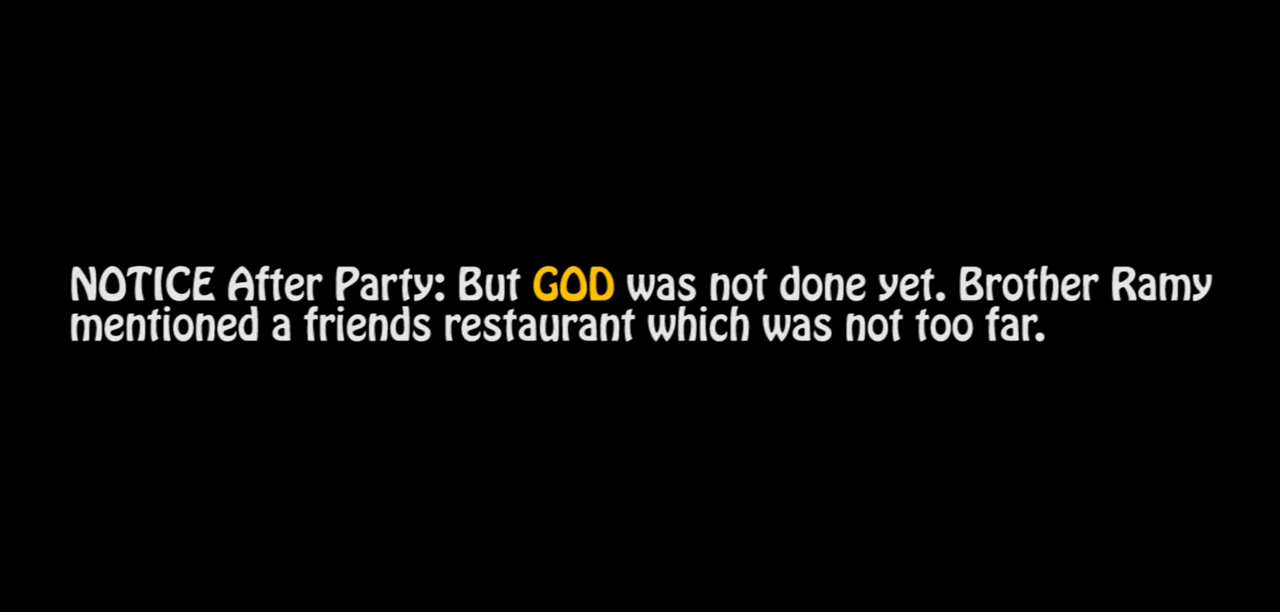 NOTICE After Party: But GOD was not done yet. Brother Ramy
mentioned a friends restaurant which was not too far.